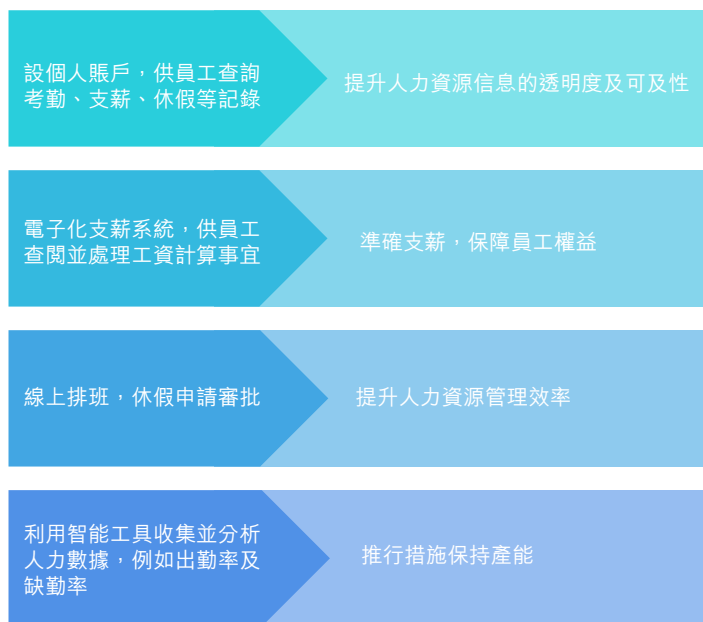 設個人賬戶，供員工查詢
考勤、支薪、休假等記錄
提升人力資源信息的透明度及可及性
電子化支薪系統，供員工
查閱並處理工資計算事宜
準確支薪，保障員工權益
線上排班，休假申請審批
提升人力資源管理效率
利用智能工具收集並分析
人力數據，例如出勤率及
缺勤率
推行措施保持產能